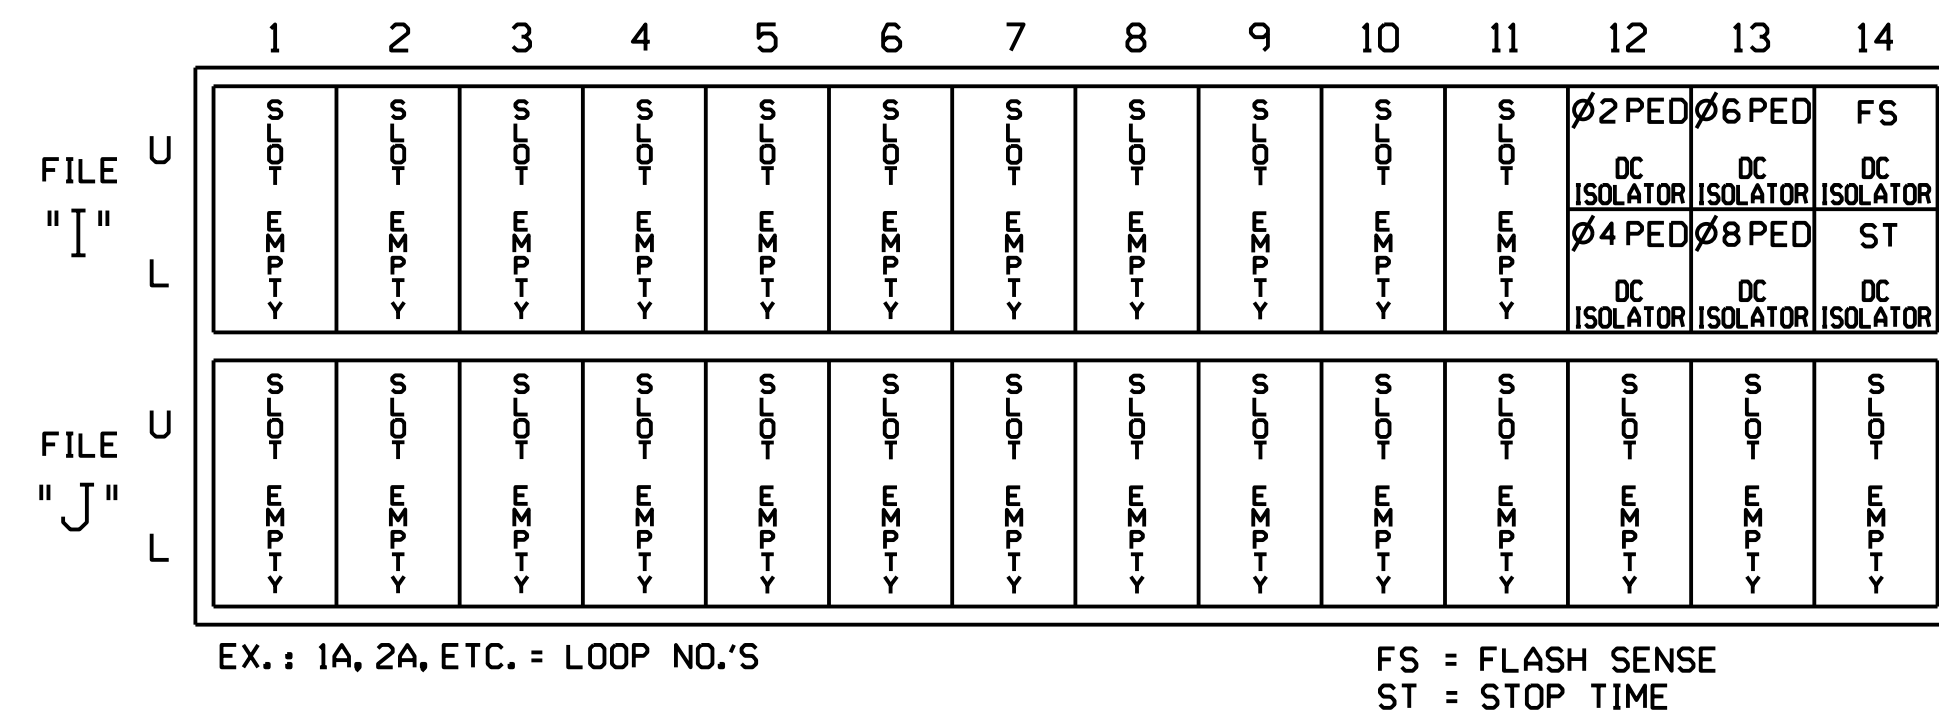 1 2 3 4 5 6 7 8 9 10 11 12 13 14
FILE "I"
U
L
SLOT EMPTY
SLOT EMPTY
SLOT EMPTY
SLOT EMPTY
SLOT EMPTY
SLOT EMPTY
SLOT EMPTY
SLOT EMPTY
SLOT EMPTY
SLOT EMPTY
SLOT EMPTY
Ø2 PED
DC
ISOLATOR
Ø4 PED
DC
ISOLATOR
Ø6 PED
DC
ISOLATOR
Ø8 PED
DC
ISOLATOR
FS
DC
ISOLATOR
ST
DC
ISOLATOR
FILE "J"
U
L
SLOT EMPTY
SLOT EMPTY
SLOT EMPTY
SLOT EMPTY
SLOT EMPTY
SLOT EMPTY
SLOT EMPTY
SLOT EMPTY
SLOT EMPTY
SLOT EMPTY
SLOT EMPTY
SLOT EMPTY
SLOT EMPTY
SLOT EMPTY
EX.: 1A, 2A, ETC. = LOOP NO.'S
FS = FLASH SENSE
ST = STOP TIME